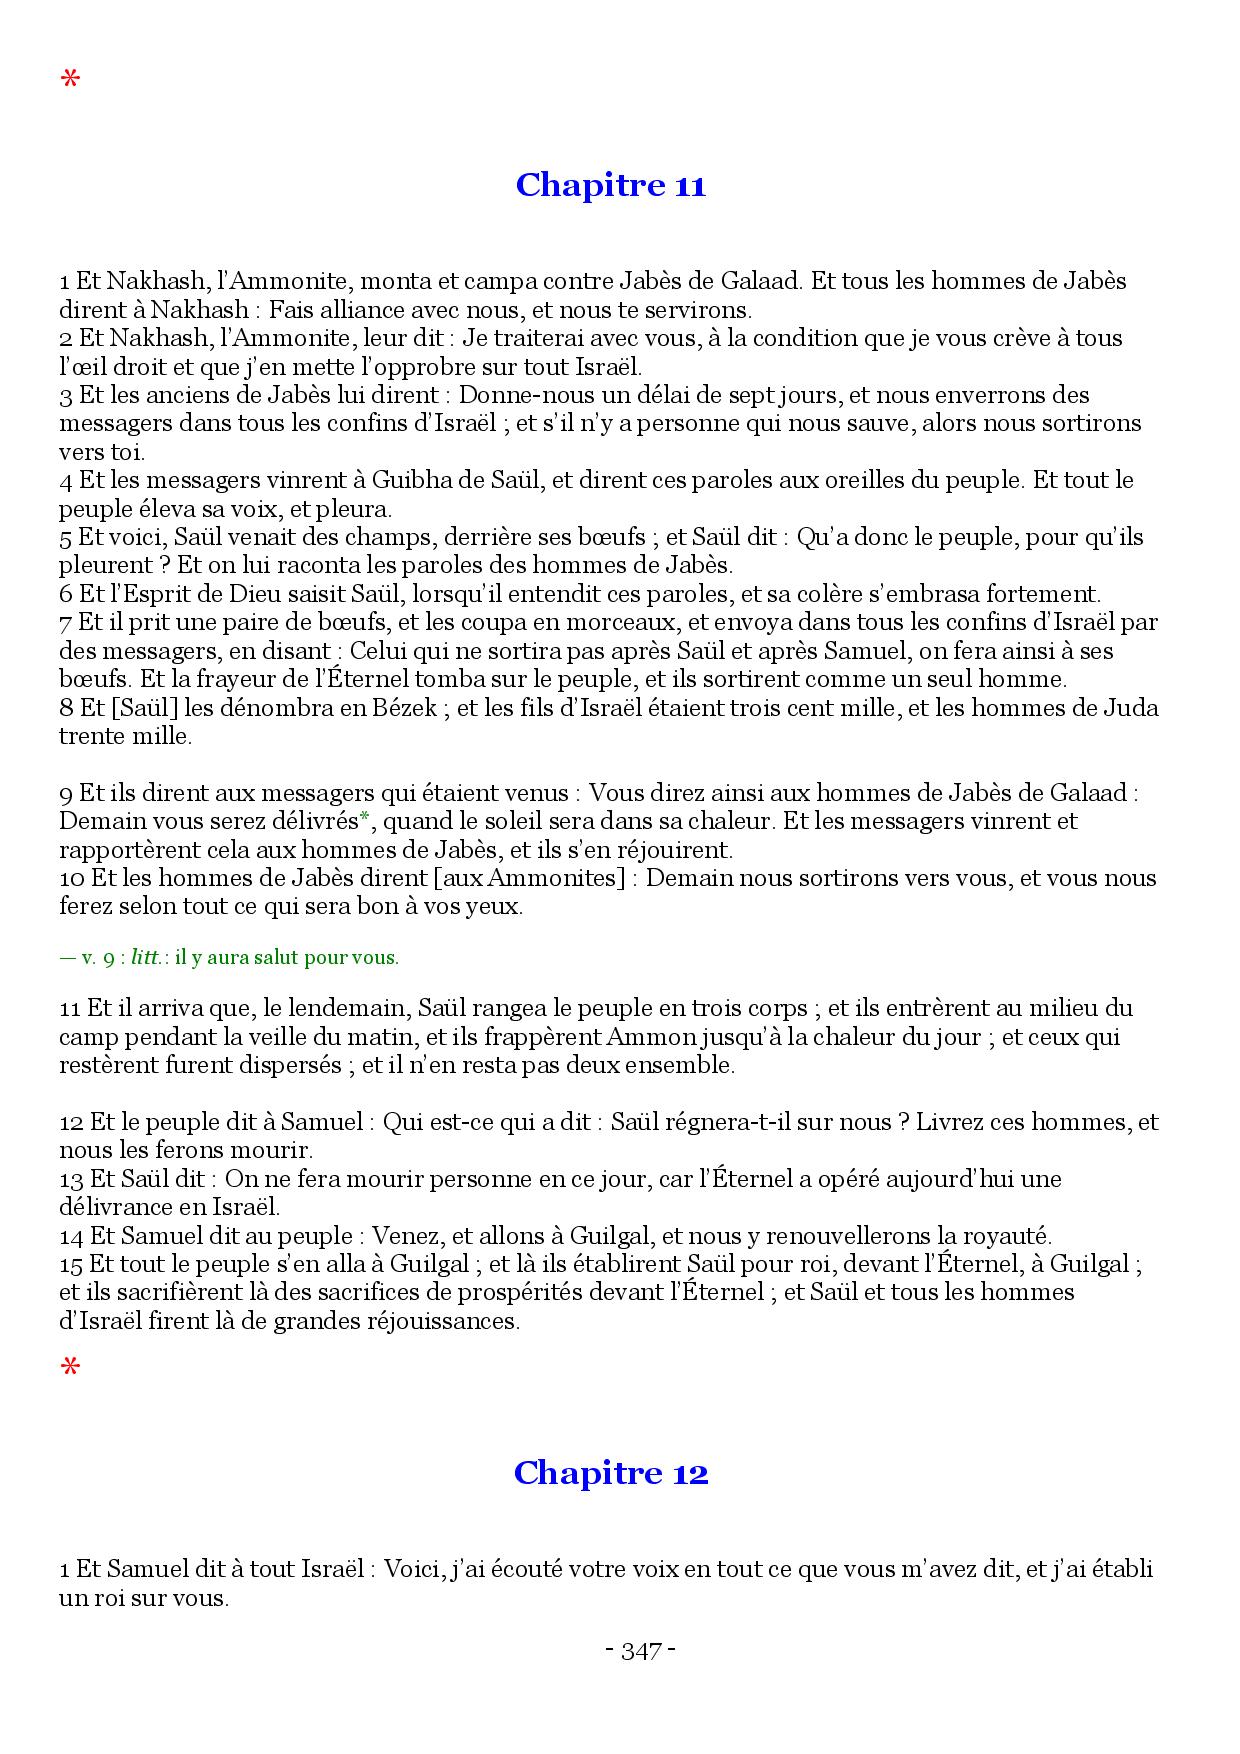 *
Chapitre 11
1 Et Nakhash, l’Ammonite, monta et campa contre Jabès de Galaad. Et tous les hommes de Jabès
dirent à Nakhash : Fais alliance avec nous, et nous te servirons.
2 Et Nakhash, l’Ammonite, leur dit : Je traiterai avec vous, à la condition que je vous crève à tous
l’œil droit et que j’en mette l’opprobre sur tout Israël.
3 Et les anciens de Jabès lui dirent : Donne-nous un délai de sept jours, et nous enverrons des
messagers dans tous les confins d’Israël ; et s’il n’y a personne qui nous sauve, alors nous sortirons
vers toi.
4 Et les messagers vinrent à Guibha de Saül, et dirent ces paroles aux oreilles du peuple. Et tout le
peuple éleva sa voix, et pleura.
5 Et voici, Saül venait des champs, derrière ses bœufs ; et Saül dit : Qu’a donc le peuple, pour qu’ils
pleurent ? Et on lui raconta les paroles des hommes de Jabès.
6 Et l’Esprit de Dieu saisit Saül, lorsqu’il entendit ces paroles, et sa colère s’embrasa fortement.
7 Et il prit une paire de bœufs, et les coupa en morceaux, et envoya dans tous les confins d’Israël par
des messagers, en disant : Celui qui ne sortira pas après Saül et après Samuel, on fera ainsi à ses
bœufs. Et la frayeur de l’Éternel tomba sur le peuple, et ils sortirent comme un seul homme.
8 Et [Saül] les dénombra en Bézek ; et les fils d’Israël étaient trois cent mille, et les hommes de Juda
trente mille.
9 Et ils dirent aux messagers qui étaient venus : Vous direz ainsi aux hommes de Jabès de Galaad :
Demain vous serez délivrés*, quand le soleil sera dans sa chaleur. Et les messagers vinrent et
rapportèrent cela aux hommes de Jabès, et ils s’en réjouirent.
10 Et les hommes de Jabès dirent [aux Ammonites] : Demain nous sortirons vers vous, et vous nous
ferez selon tout ce qui sera bon à vos yeux.
— v. 9 : litt.: il y aura salut pour vous.
11 Et il arriva que, le lendemain, Saül rangea le peuple en trois corps ; et ils entrèrent au milieu du
camp pendant la veille du matin, et ils frappèrent Ammon jusqu’à la chaleur du jour ; et ceux qui
restèrent furent dispersés ; et il n’en resta pas deux ensemble.
12 Et le peuple dit à Samuel : Qui est-ce qui a dit : Saül régnera-t-il sur nous ? Livrez ces hommes, et
nous les ferons mourir.
13 Et Saül dit : On ne fera mourir personne en ce jour, car l’Éternel a opéré aujourd’hui une
délivrance en Israël.
14 Et Samuel dit au peuple : Venez, et allons à Guilgal, et nous y renouvellerons la royauté.
15 Et tout le peuple s’en alla à Guilgal ; et là ils établirent Saül pour roi, devant l’Éternel, à Guilgal ;
et ils sacrifièrent là des sacrifices de prospérités devant l’Éternel ; et Saül et tous les hommes
d’Israël firent là de grandes réjouissances.
*
Chapitre 12
1 Et Samuel dit à tout Israël : Voici, j’ai écouté votre voix en tout ce que vous m’avez dit, et j’ai établi
un roi sur vous.
- 347 -